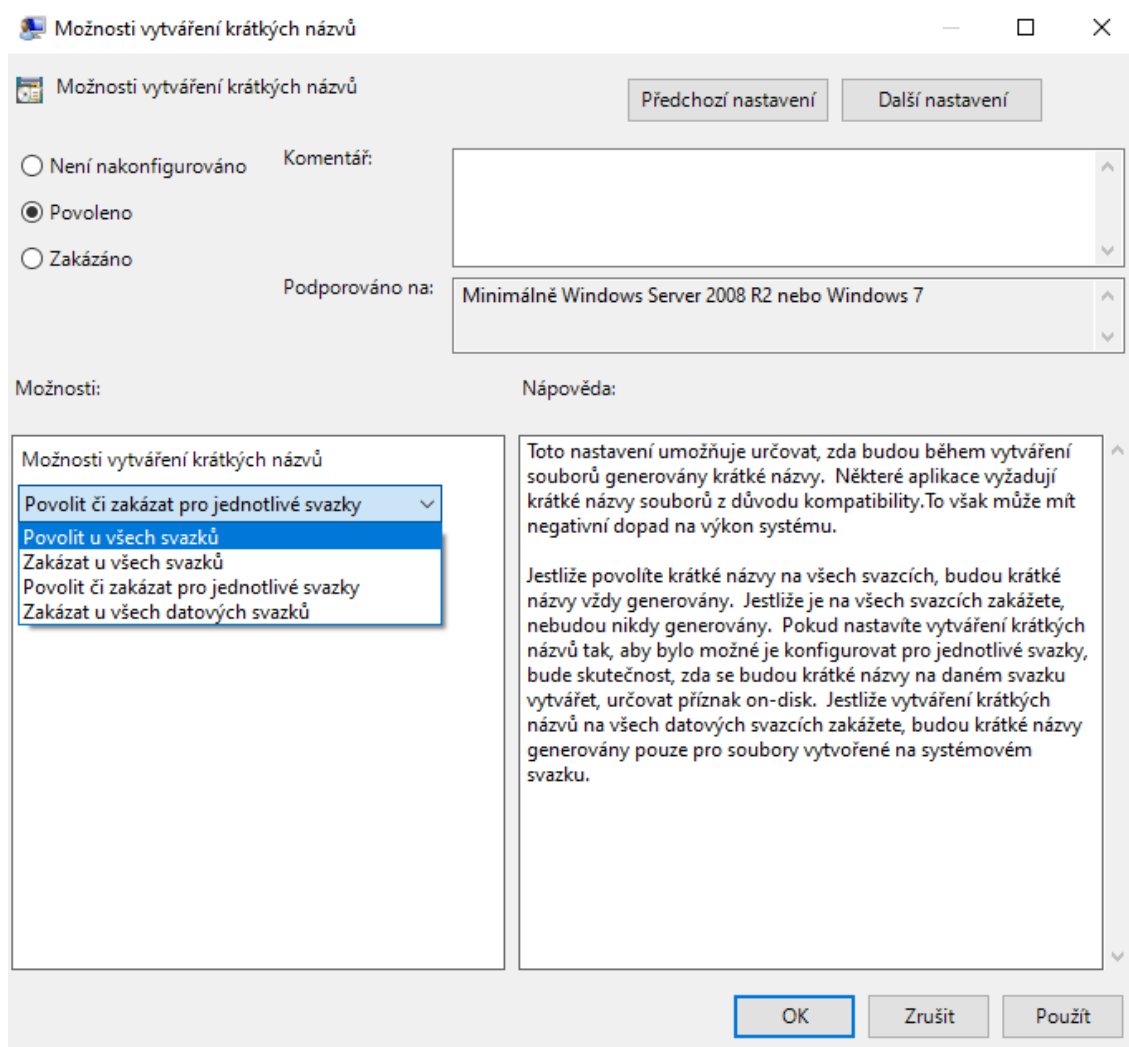 Možnosti vytváření krátkých názvů
Možnosti vytváření krátkých názvů
Předchozí nastavení
Další nastavení
Není nakonfigurováno
Povoleno
Zakázáno
Komentář:
Podporováno na:
Minimálně Windows Server 2008 R2 nebo Windows 7
Možnosti:
Nápověda:
Možnosti vytváření krátkých názvů
Povolit či zakázat pro jednotlivé svazky
Povolit u všech svazků
Zakázat u všech svazků
Povolit či zakázat pro jednotlivé svazky
Zakázat u všech datových svazků
Toto nastavení umožňuje určovat, zda budou během vytváření
souborů generovány krátké názvy.  Některé aplikace vyžadují
krátké názvy souborů z důvodu kompatibility.To však může mít
negativní dopad na výkon systému.
Jestliže povolíte krátké názvy na všech svazcích, budou krátké
názvy vždy generovány.  Jestliže je na všech svazcích zakážete,
nebudou nikdy generovány.  Pokud nastavíte vytváření krátkých
názvů tak, aby bylo možné je konfigurovat pro jednotlivé svazky,
bude skutečnost, zda se budou krátké názvy na daném svazku
vytvářet, určovat příznak on-disk.  Jestliže vytváření krátkých
názvů na všech datových svazcích zakážete, budou krátké názvy
generovány pouze pro soubory vytvořené na systémovém
svazku.
OK
Zrušit
Použít